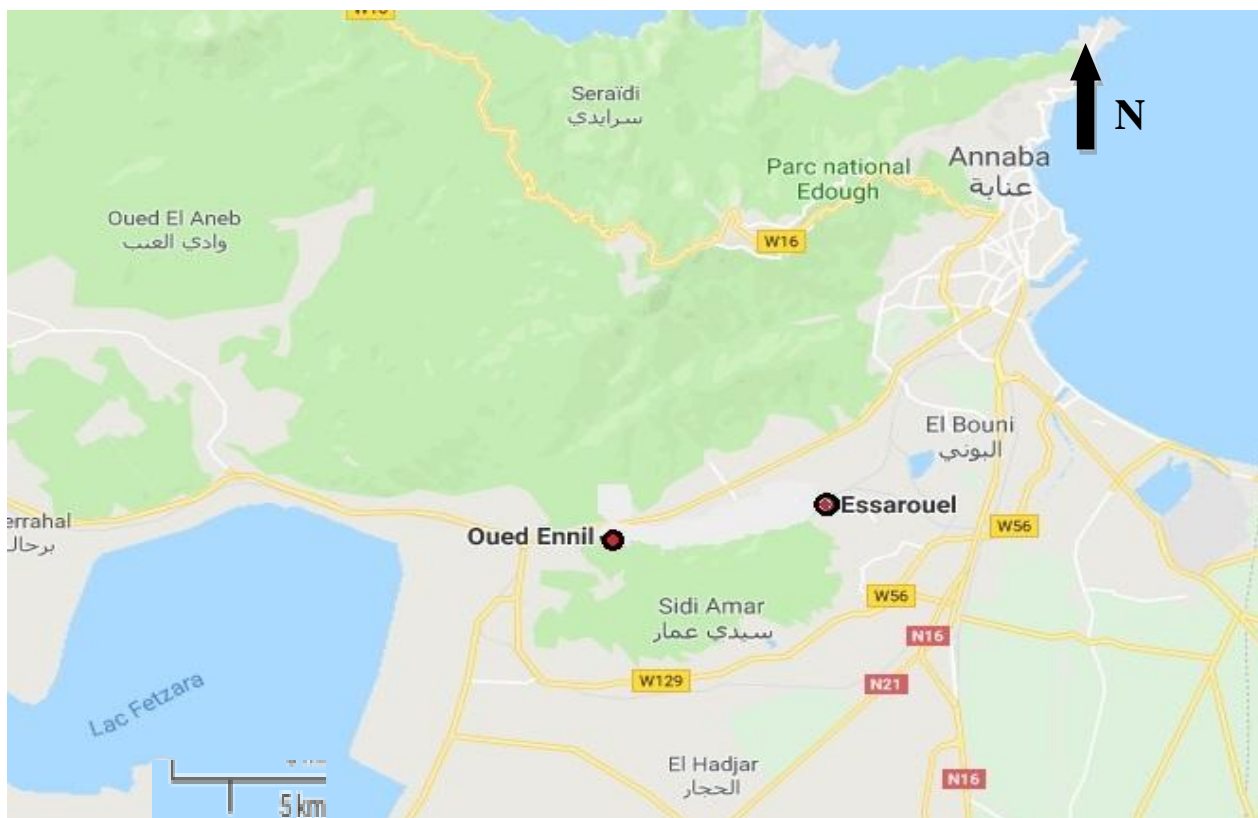 W16
Seraïdi
سرايدي
N
Annaba
عنابة
Parc national
Edough
Oued El Aneb
وادي العنب
W16
El Bouni
البوني
Essarouel
errahal
برحال
Oued Ennil
W56
Sidi Amar
سيدي عمار
W56
N16
W129
N21
Lac Fetzara
El Hadjar
الحجار
N16
5 km